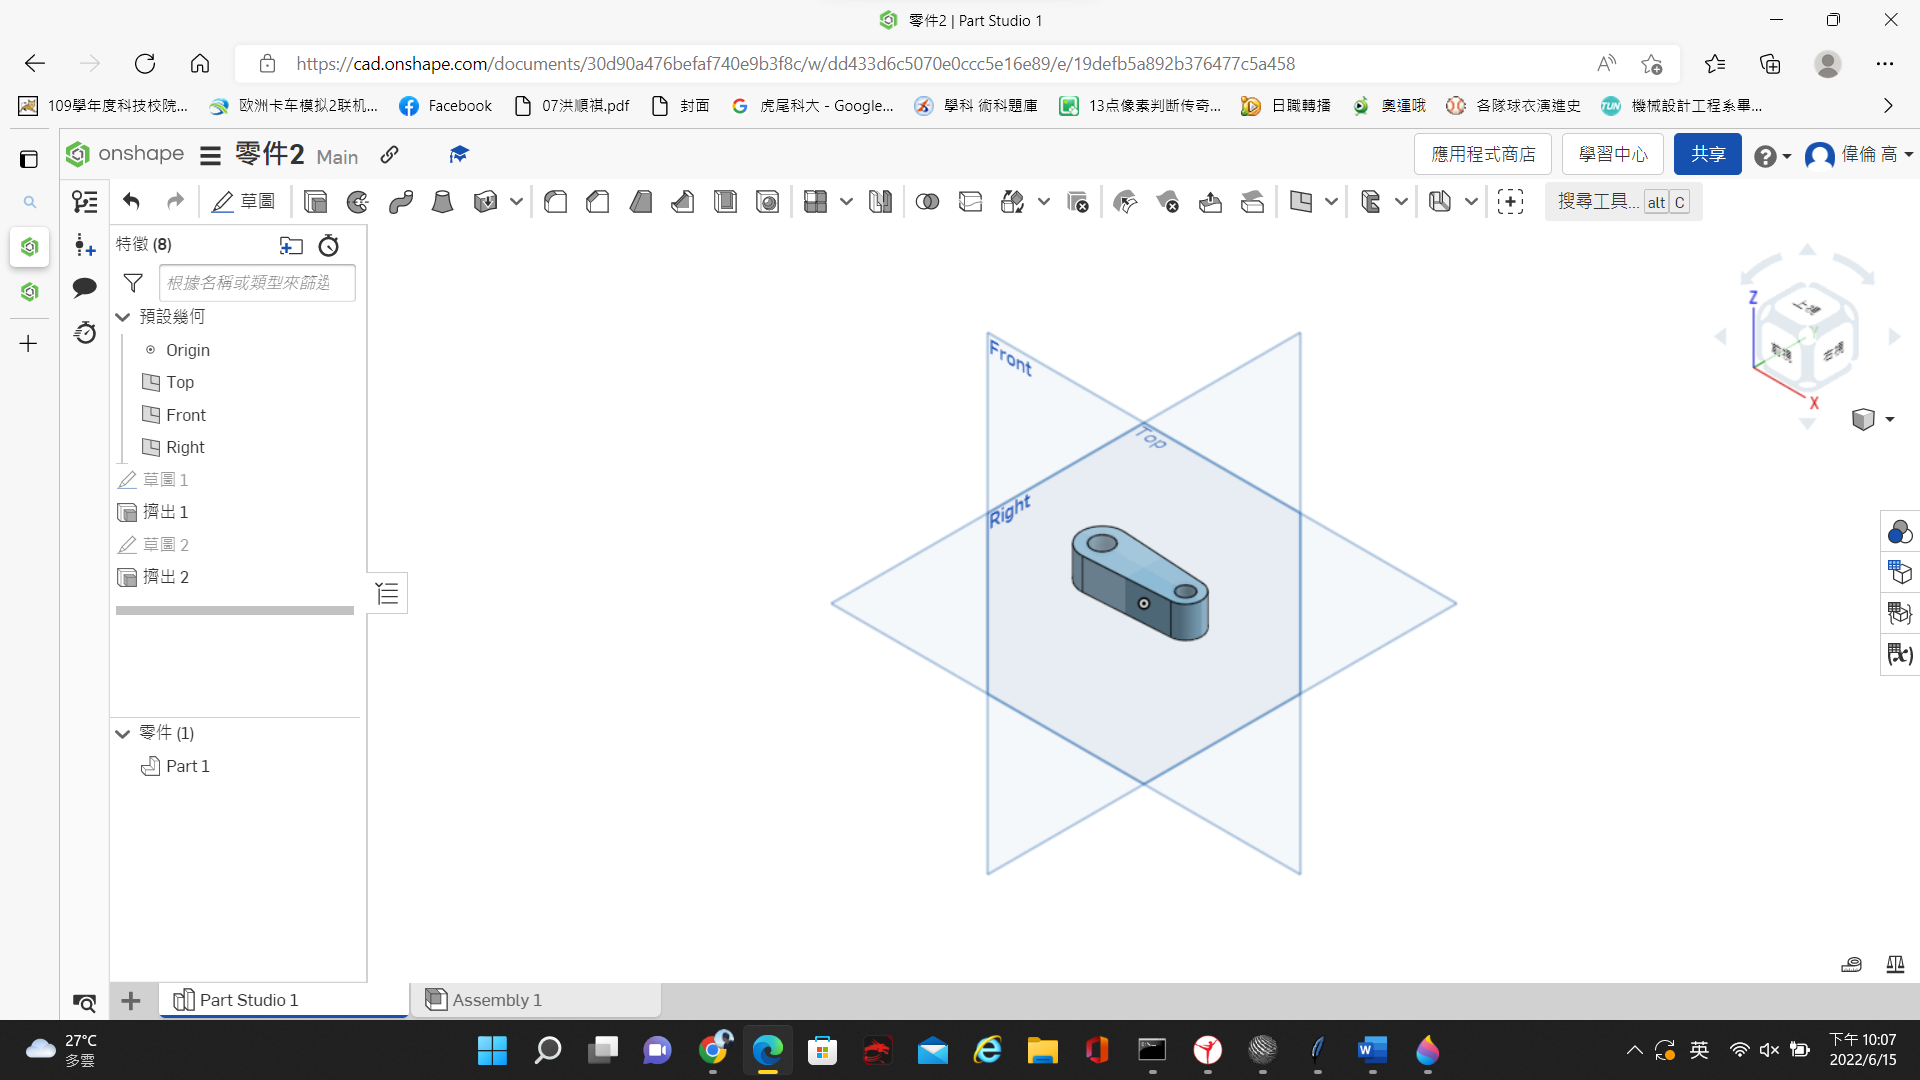 零件2 | Part Studio 1
https://cad.onshape.com/documents/30d90a476befaf740e9b3f8c/w/dd433d6c5070e0ccc5e16e89/e/19defb5a892b376477c5a458
109學年度科技校院... 欧洲卡车模拟2联机... Facebook 07洪順祺.pdf 封面 虎尾科大 - Google... 學科 術科題庫 13点像素判断传奇... 日職轉播 奧運哦 各隊球衣演進史 機械設計工程系畢...
onshape 零件2 Main 應用程式商店 學習中心 共享 偉倫 高
草圖 搜尋工具... alt C
特徵 (8)
根據名稱或類型來篩選
預設幾何
Origin
Top
Front
Right
草圖 1
擠出 1
草圖 2
擠出 2
零件 (1)
Part 1
Front
Top
Right
Z
上視
Y
前視
右視
X
Part Studio 1 Assembly 1
27°C
多雲
英
下午 10:07
2022/6/15